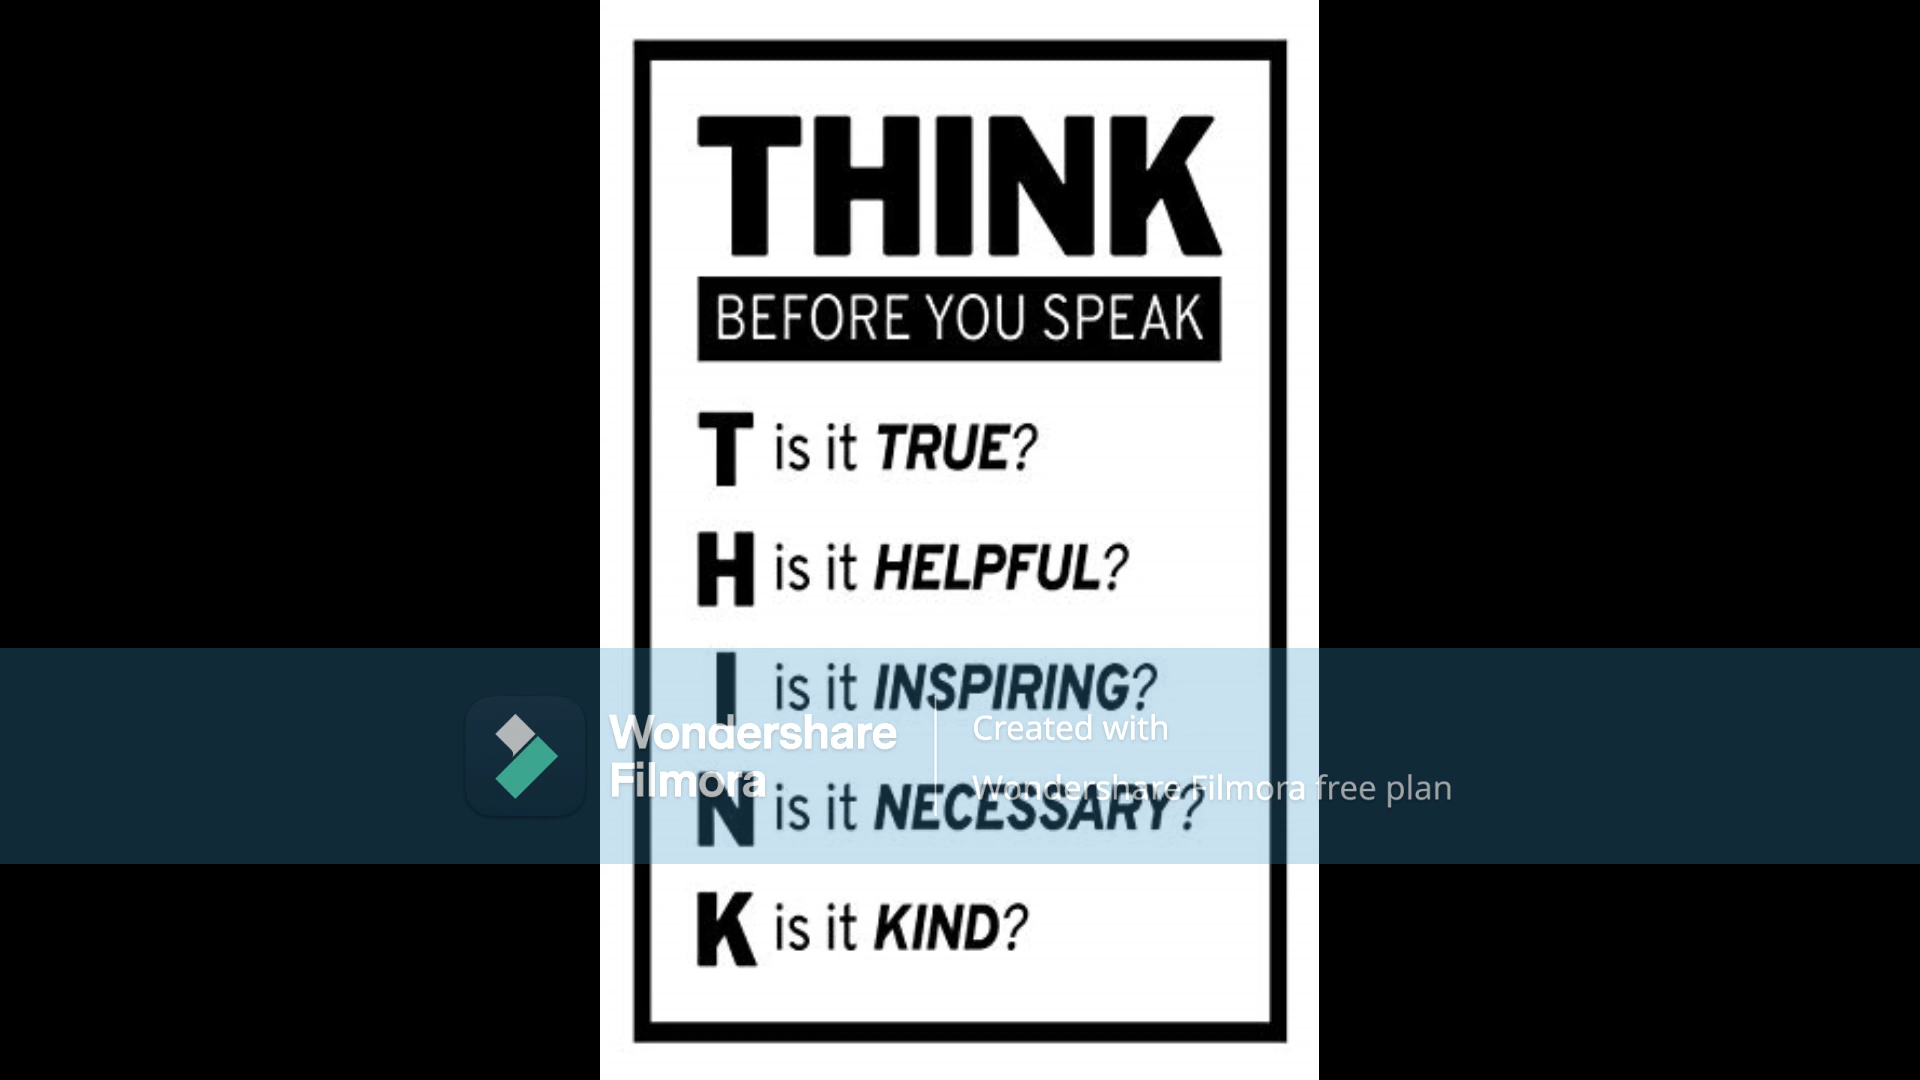 THINK
BEFORE YOU SPEAK
T is it TRUE?
H is it HELPFUL?
I is it INSPIRING?
Wondershare
Filmora
Created with
Wondershare Filmora free plan
N is it NECESSARY?
K is it KIND?